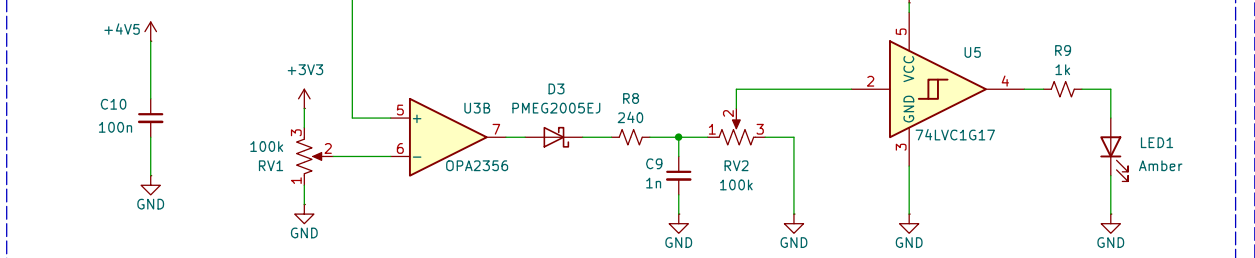 +4V5
C10
100n
GND
+3V3
100k
RV1
3
2
1
GND
5
+
6
−
7
U3B
OPA2356
D3
PMEG2005EJ
R8
240
C9
1n
GND
1
2
3
RV2
100k
GND
2
5
VCC
GND
3
4
U5
74LVC1G17
GND
R9
1k
LED1
Amber
GND